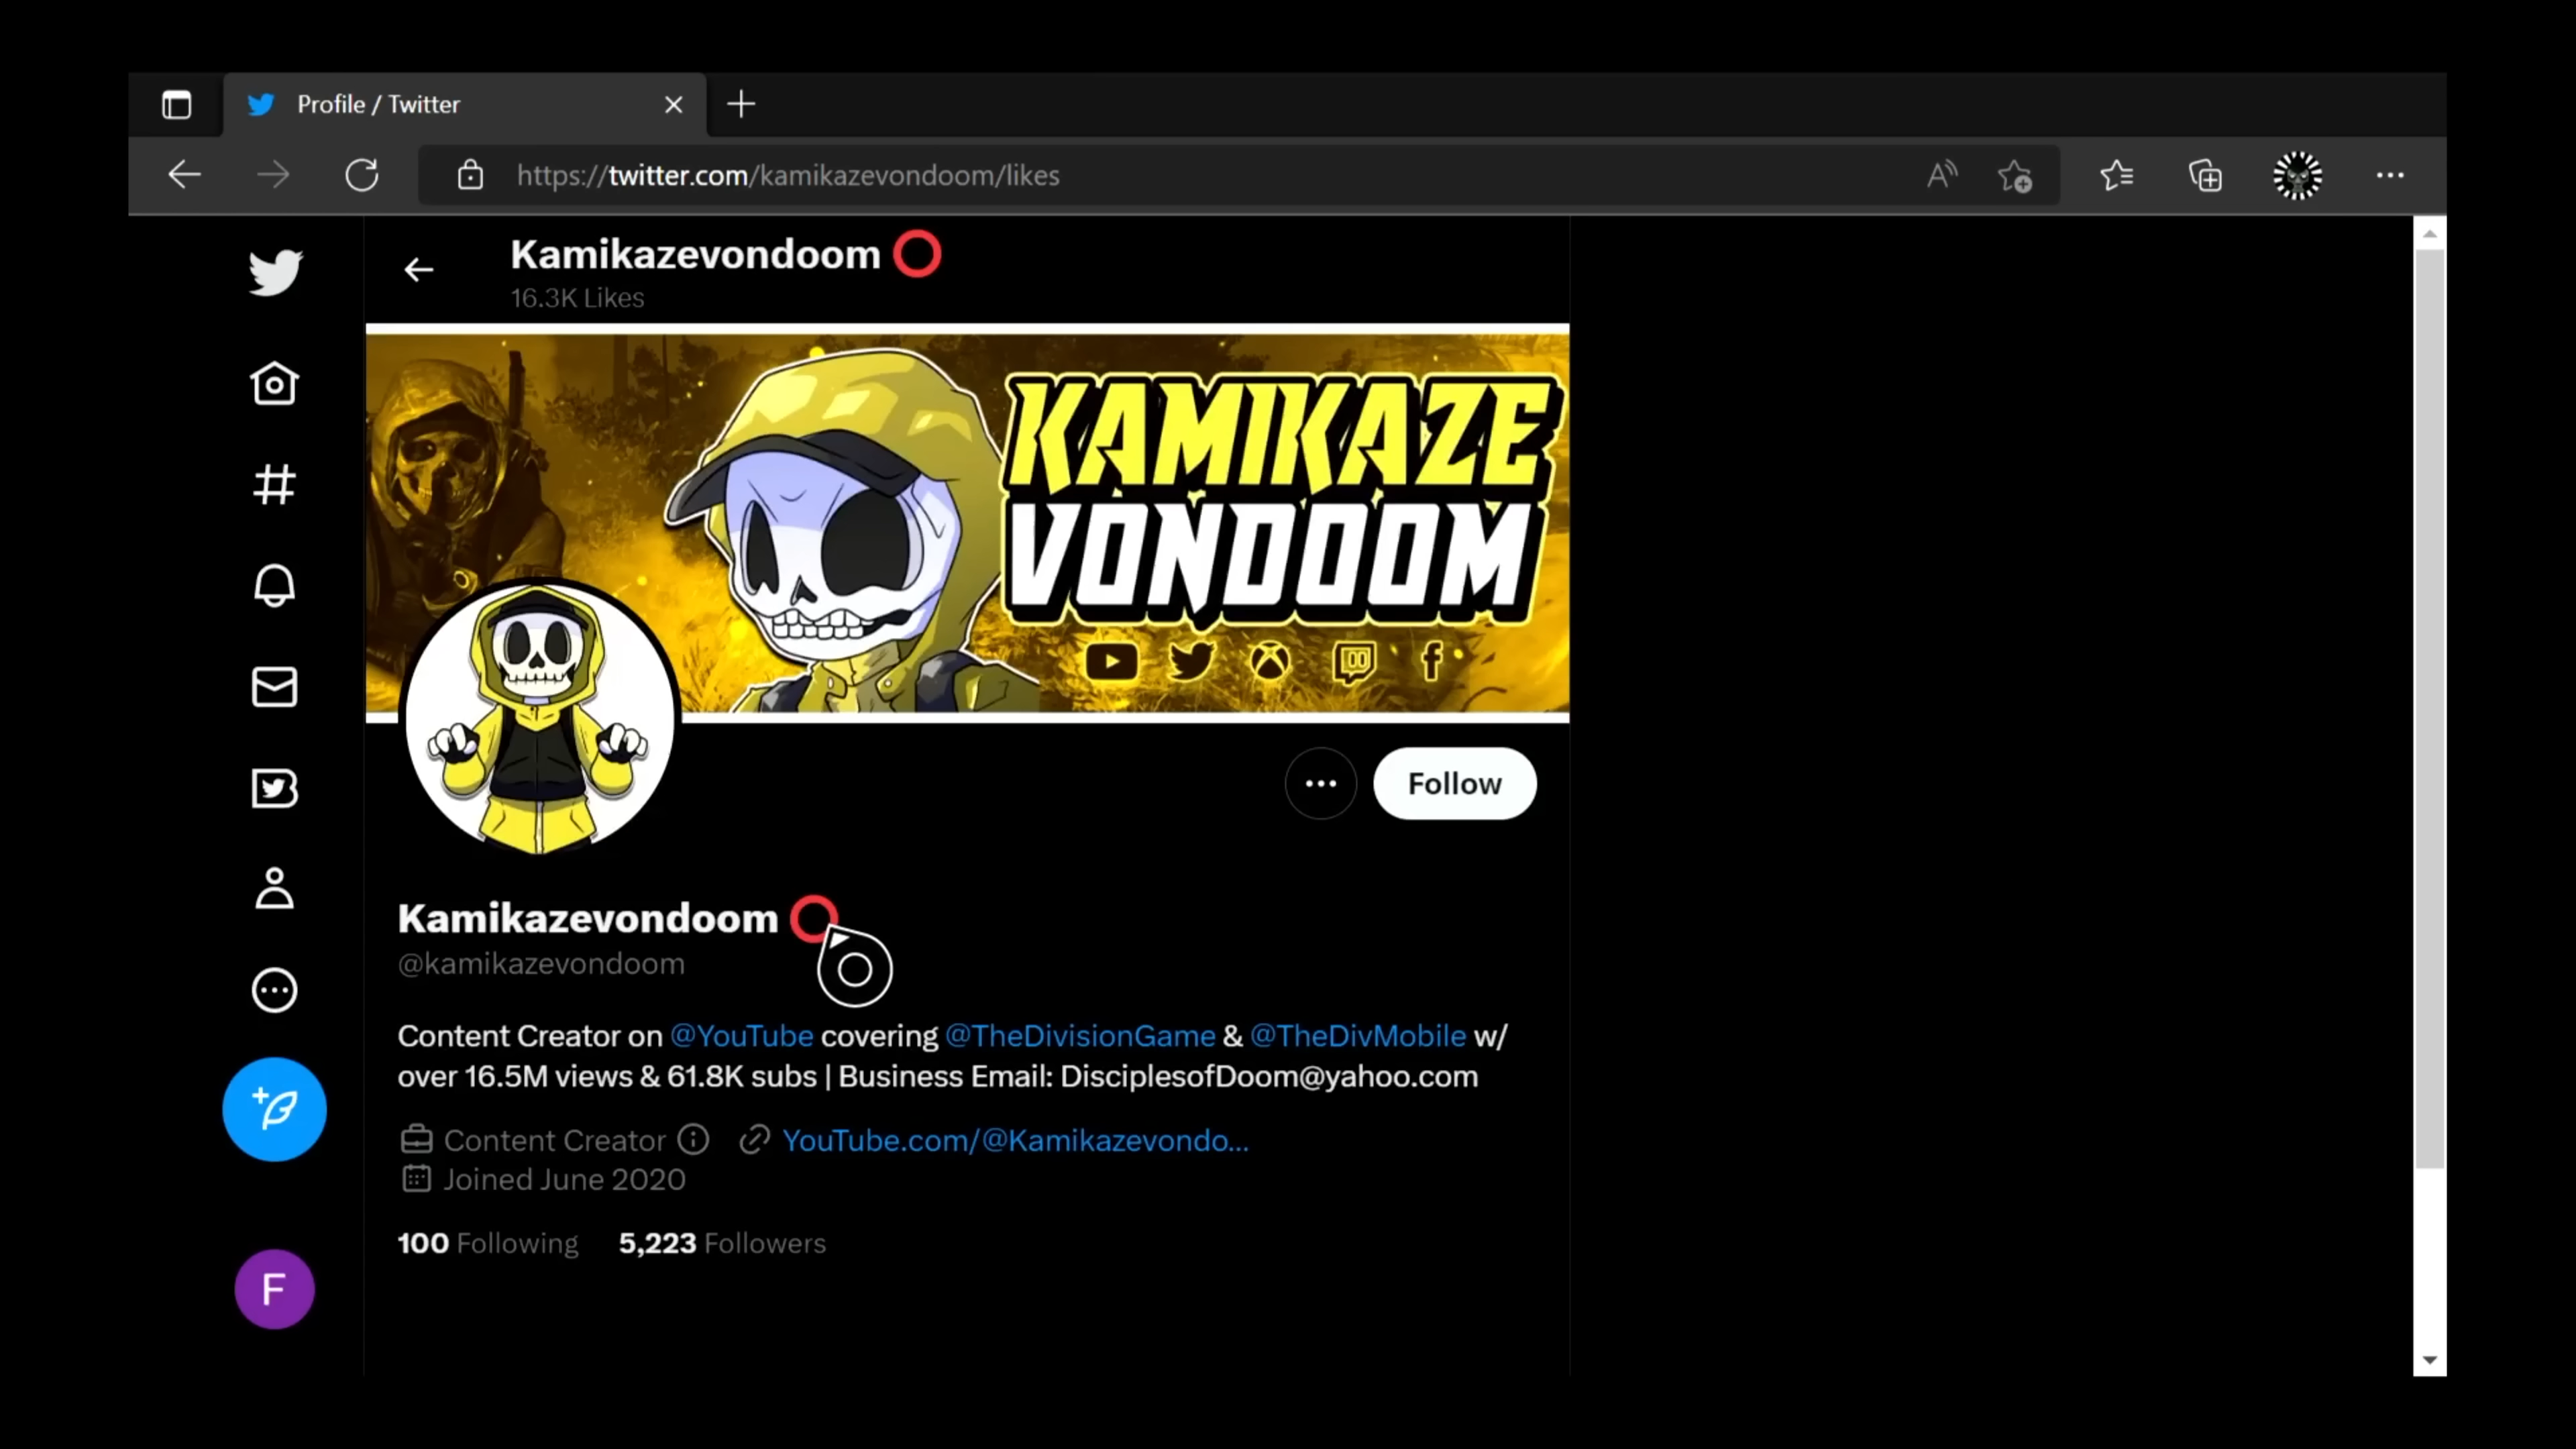 Profile / Twitter
https://twitter.com/kamikazevondoom/likes
Kamikazevondoom
16.3K Likes
KAMIKAZE
VONDOOM
Follow
Kamikazevondoom
@kamikazevondoom
Content Creator on @YouTube covering @TheDivisionGame & @TheDivMobile w/
over 16.5M views & 61.8K subs | Business Email: DisciplesofDoom@yahoo.com
Content Creator YouTube.com/@Kamikazevondo...
Joined June 2020
100 Following 5,223 Followers
F